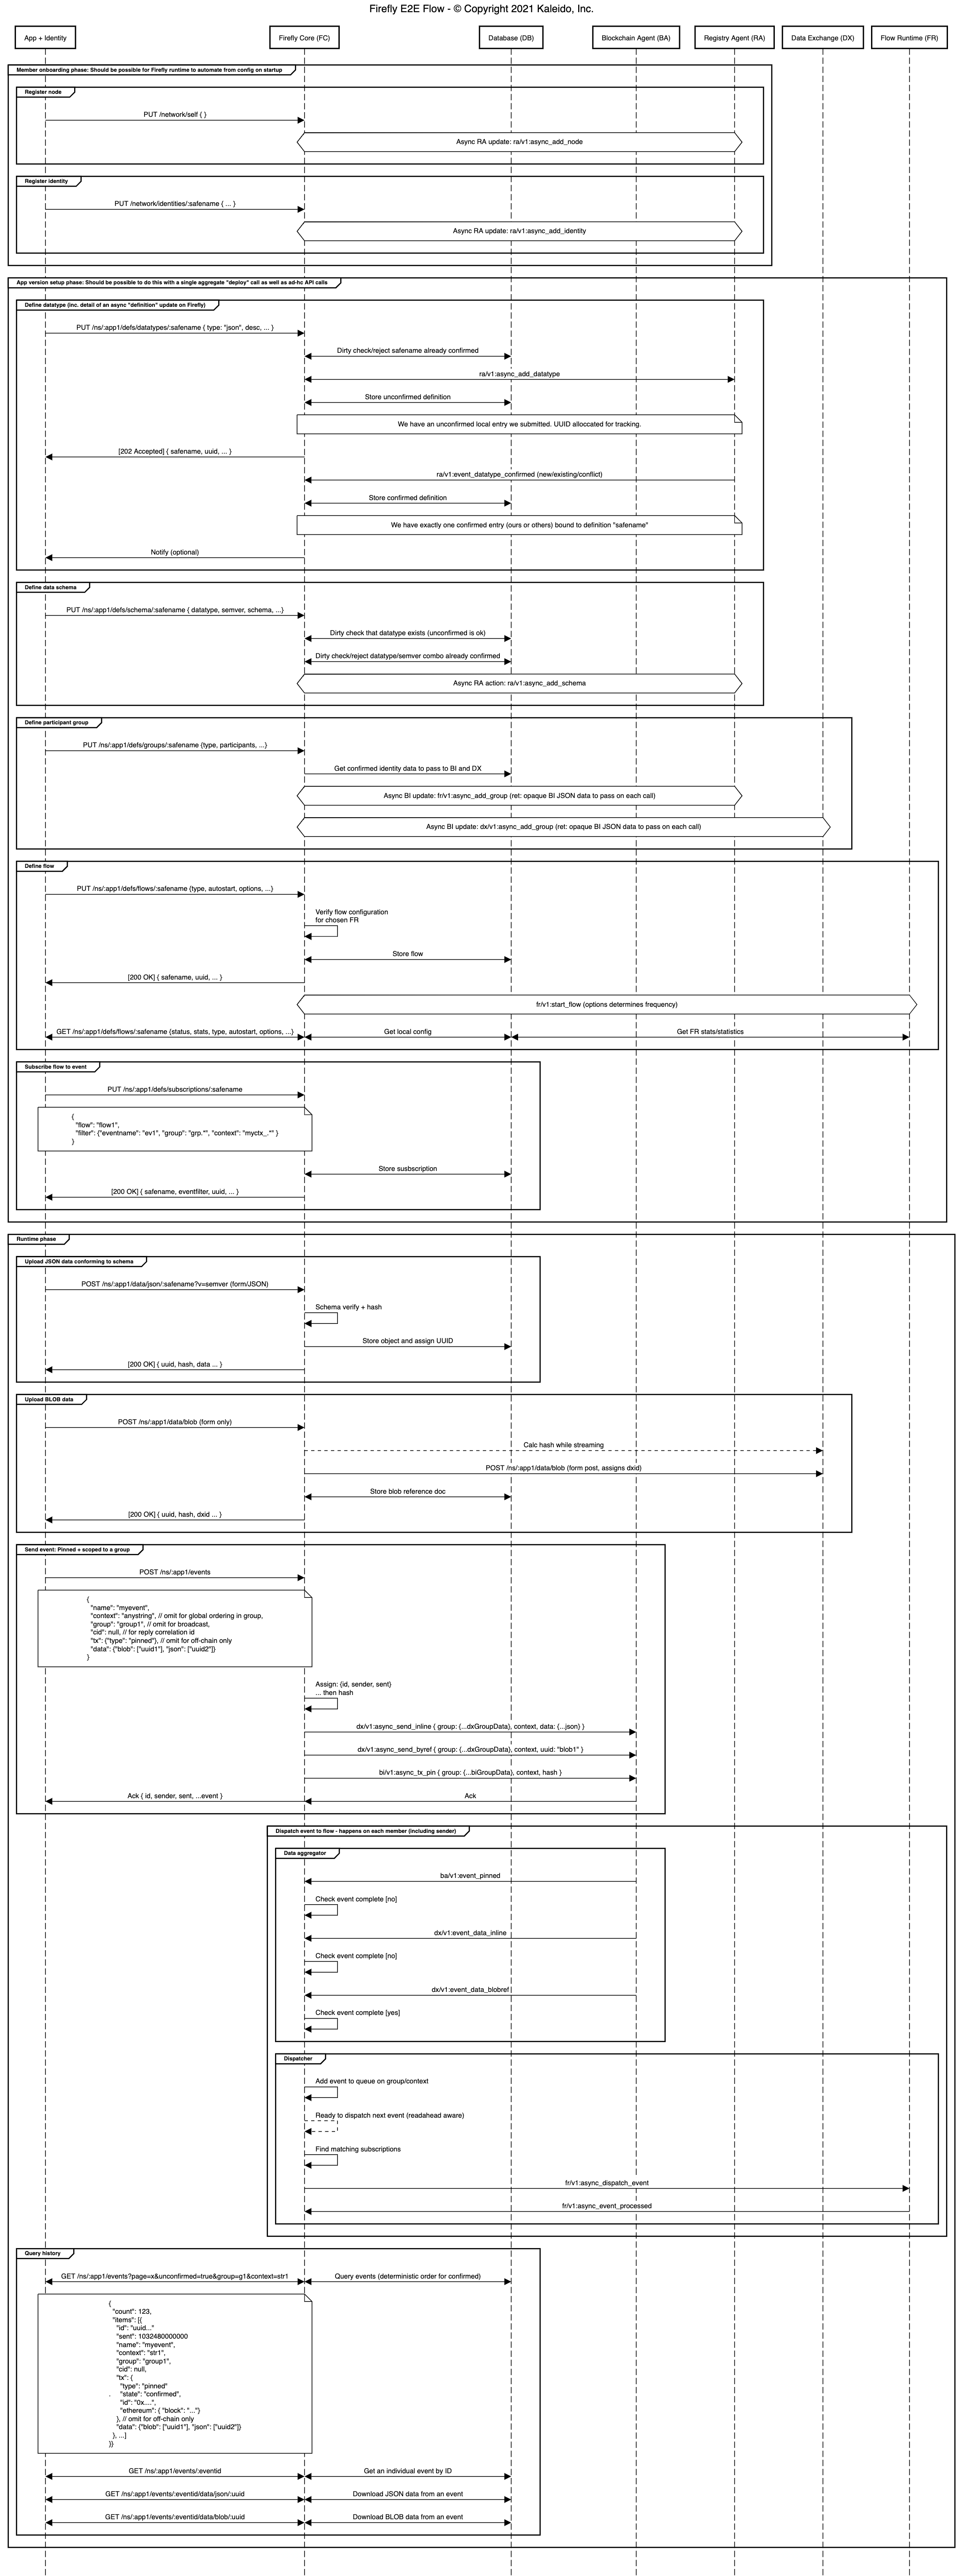 Firefly E2E Flow - © Copyright 2021 Kaleido, Inc.
App + Identity
Firefly Core (FC)
Database (DB)
Blockchain Agent (BA)
Registry Agent (RA)
Data Exchange (DX)
Flow Runtime (FR)
Member onboarding phase: Should be possible for Firefly runtime to automate from config on startup
Register node
PUT /network/self { }
Async RA update: ra/v1:async_add_node
Register identity
PUT /network/identities/:safename { ... }
Async RA update: ra/v1:async_add_identity
App version setup phase: Should be possible to do this with a single aggregate "deploy" call as well as ad-hc API calls
Define datatype (inc. detail of an async "definition" update on Firefly)
PUT /ns/:app1/defs/datatypes/:safename { type: "json", desc, ... }
Dirty check/reject safename already confirmed
ra/v1:async_add_datatype
Store unconfirmed definition
We have an unconfirmed local entry we submitted. UUID alloccated for tracking.
[202 Accepted] { safename, uuid, ... }
ra/v1:event_datatype_confirmed (new/existing/conflict)
Store confirmed definition
We have exactly one confirmed entry (ours or others) bound to definition "safename"
Notify (optional)
Define data schema
PUT /ns/:app1/defs/schema/:safename { datatype, semver, schema, ...}
Dirty check that datatype exists (unconfirmed is ok)
Dirty check/reject datatype/semver combo already confirmed
Async RA action: ra/v1:async_add_schema
Define participant group
PUT /ns/:app1/defs/groups/:safename {type, participants, ...}
Get confirmed identity data to pass to BI and DX
Async BI update: fr/v1:async_add_group (ret: opaque BI JSON data to pass on each call)
Async BI update: dx/v1:async_add_group (ret: opaque BI JSON data to pass on each call)
Define flow
PUT /ns/:app1/defs/flows/:safename {type, autostart, options, ...}
Verify flow configuration
for chosen FR
Store flow
[200 OK] { safename, uuid, ... }
fr/v1:start_flow (options determines frequency)
GET /ns/:app1/defs/flows/:safename {status, stats, type, autostart, options, ...}
Get local config
Get FR stats/statistics
Subscribe flow to event
PUT /ns/:app1/defs/subscriptions/:safename
{
"flow": "flow1",
"filter": {"eventname": "ev1", "group": "grp.*", "context": "myctx_.*" }
}
Store susbscription
[200 OK] { safename, eventfilter, uuid, ... }
Runtime phase
Upload JSON data conforming to schema
POST /ns/:app1/data/json/:safename?v=semver (form/JSON)
Schema verify + hash
Store object and assign UUID
[200 OK] { uuid, hash, data ... }
Upload BLOB data
POST /ns/:app1/data/blob (form only)
Calc hash while streaming
POST /ns/:app1/data/blob (form post, assigns dxid)
Store blob reference doc
[200 OK] { uuid, hash, dxid ... }
Send event: Pinned + scoped to a group
POST /ns/:app1/events
{
"name": "myevent",
"context": "anystring", // omit for global ordering in group,
"group": "group1", // omit for broadcast,
"cid": null, // for reply correlation id
"tx": {"type": "pinned"}, // omit for off-chain only
"data": {"blob": ["uuid1"], "json": ["uuid2"]}
}
Assign: {id, sender, sent}
... then hash
dx/v1:async_send_inline { group: {...dxGroupData}, context, data: {...json} }
dx/v1:async_send_byref { group: {...dxGroupData}, context, uuid: "blob1" }
bi/v1:async_tx_pin { group: {...biGroupData}, context, hash }
Ack { id, sender, sent, ...event }
Ack
Dispatch event to flow - happens on each member (including sender)
Data aggregator
ba/v1:event_pinned
Check event complete [no]
dx/v1:event_data_inline
Check event complete [no]
dx/v1:event_data_blobref
Check event complete [yes]
Dispatcher
Add event to queue on group/context
Ready to dispatch next event (readahead aware)
Find matching subscriptions
fr/v1:async_dispatch_event
fr/v1:async_event_processed
Query history
GET /ns/:app1/events?page=x&unconfirmed=true&group=g1&context=str1
Query events (deterministic order for confirmed)
{
"count": 123,
"items": [{
"id": "uuid..."
"sent": 1032480000000
"name": "myevent",
"context": "str1",
"group": "group1",
"cid": null,
"tx": {
"type": "pinned"
. "state": "confirmed",
"id": "0x....",
"ethereum": { "block": "..."}
}, // omit for off-chain only
"data": {"blob": ["uuid1"], "json": ["uuid2"]}
}, ...]
}}
GET /ns/:app1/events/:eventid
Get an individual event by ID
GET /ns/:app1/events/:eventid/data/json/:uuid
Download JSON data from an event
GET /ns/:app1/events/:eventid/data/blob/:uuid
Download BLOB data from an event